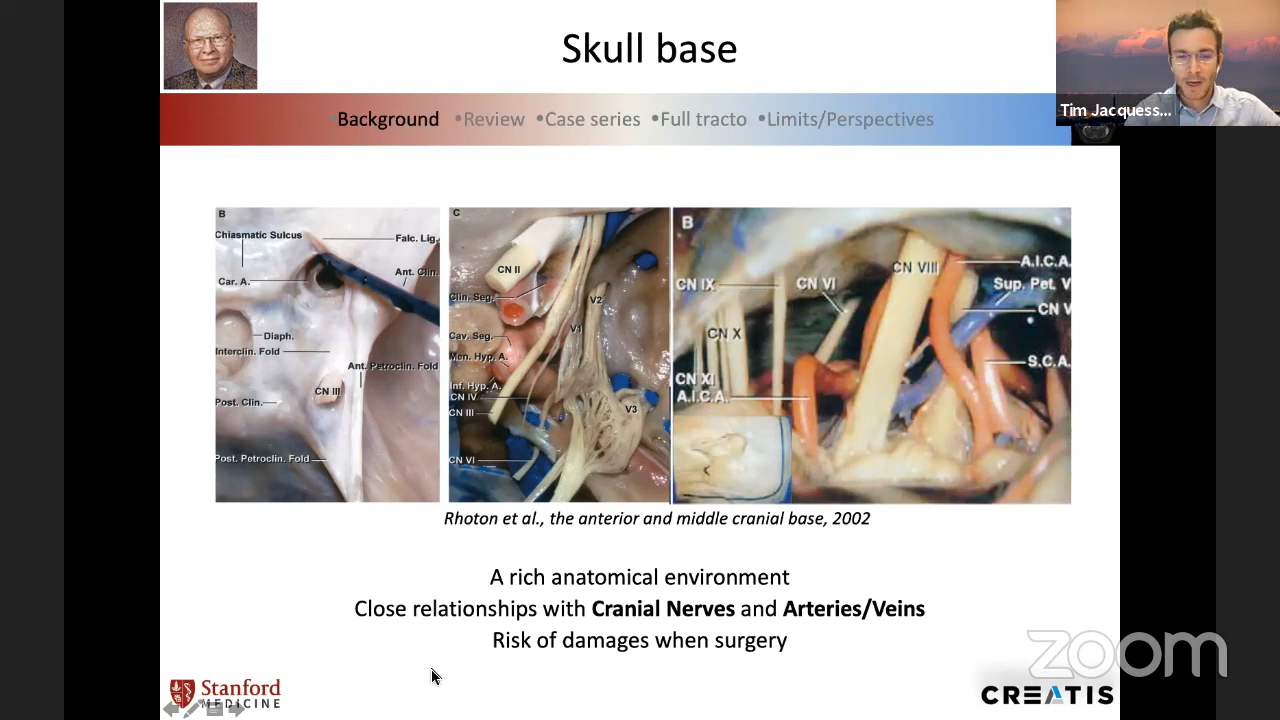 Skull base
Tim Jacquess...
•Background •Review •Case series •Full tracto •Limits/Perspectives
B
Chiasmatic Sulcus
Falc. Lig.
Car. A.
Ant. Clin.
Diaph.
Interclin. Fold
Ant. Petroclin. Fold
CN III
Post. Clin.
Post. Petroclin. Fold
C
CN II
Clin. Seg.
V2
V1
Cav. Seg.
Men. Hyp. A.
Inf. Hyp. A.
CN IV
CN III
V3
CN VI
B
CN VIII
A.I.C.A.
CN IX
CN VI
Sup. Pet. V
CN V
CN X
S.C.A.
CN XI
A.I.C.A.
Rhoton et al., the anterior and middle cranial base, 2002
A rich anatomical environment
Close relationships with Cranial Nerves and Arteries/Veins
Risk of damages when surgery
zoom
Stanford
MEDICINE
CREATIS